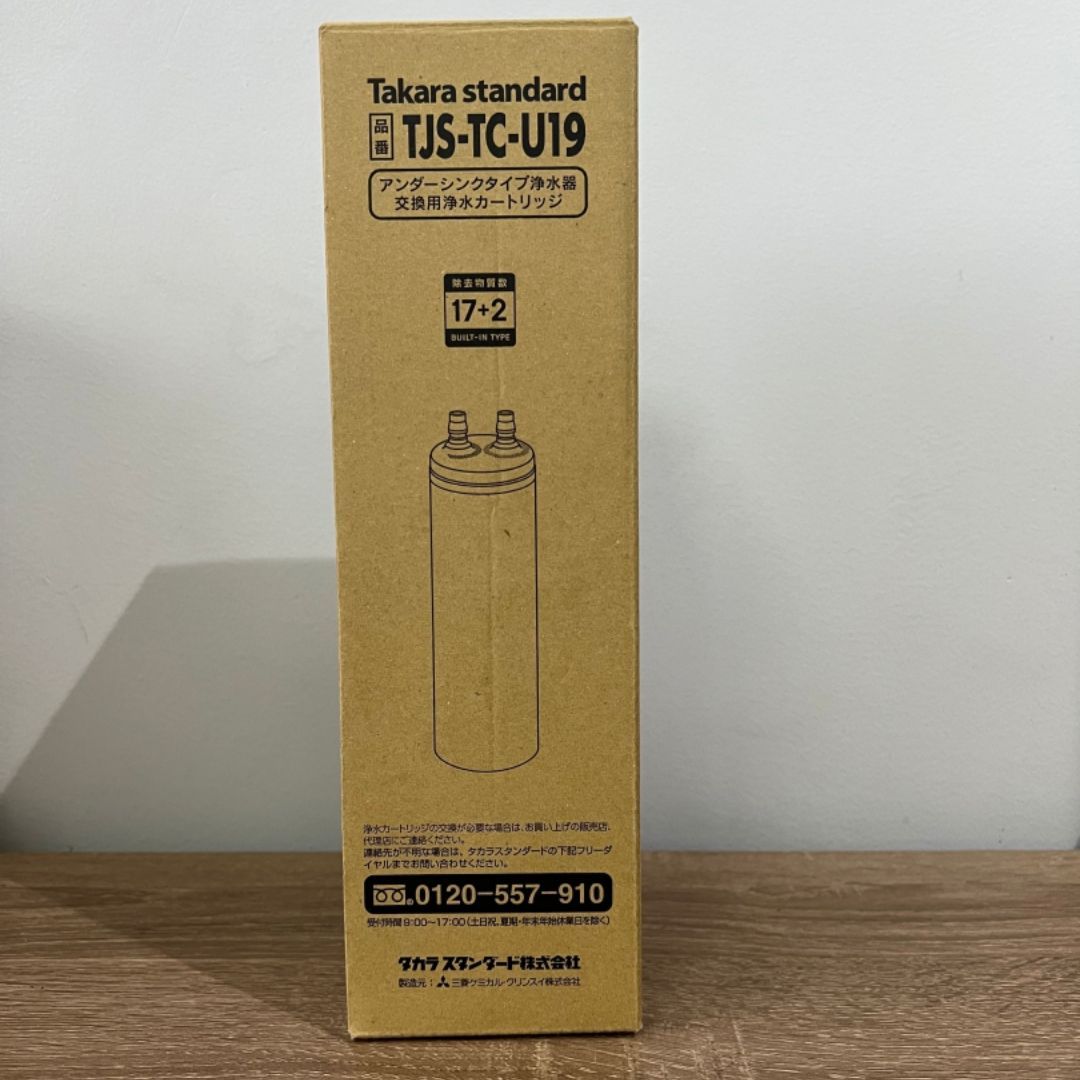 Takara standard
品番 TJS-TC-U19
アンダーシンクタイプ浄水器
交換用浄水カートリッジ
除去物質数
17+2
BUILT-IN TYPE
浄水カートリッジの交換が必要な場合は、お買い上げの販売店、
代理店にご連絡ください。
連絡先が不明な場合は、タカラスタンダードの下記フリーダ
イヤルまでお問い合わせください。
0120-557-910
受付時間9:00〜17:00(土日祝、夏期・年末年始休業日を除く)
タカラスタンダード株式会社
製造元:三菱ケミカル・クリンスイ株式会社